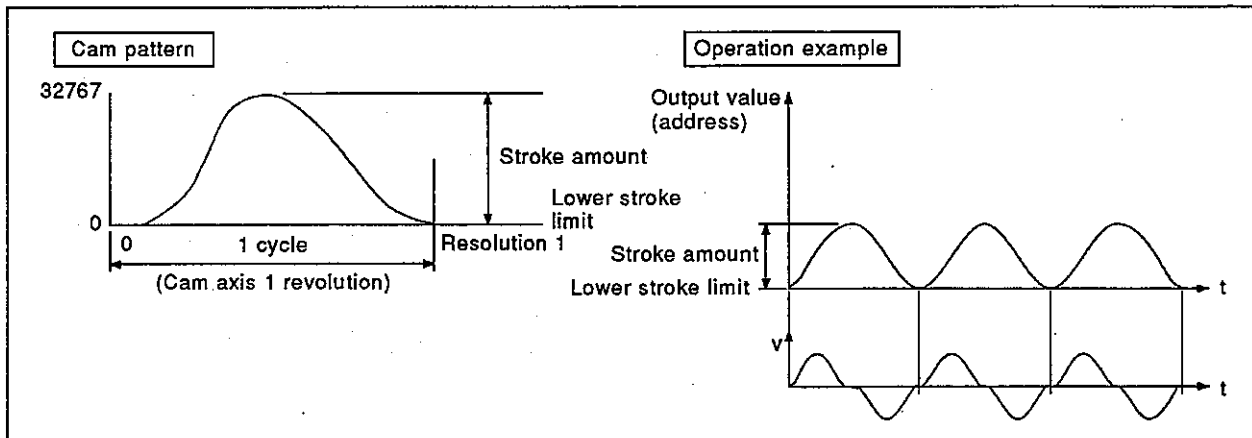 Cam pattern
32767
Stroke amount
Lower stroke
limit
0
0
1 cycle
Resolution 1
(Cam axis 1 revolution)
Operation example
Output value
(address)
Stroke amount
Lower stroke limit
t
v
t